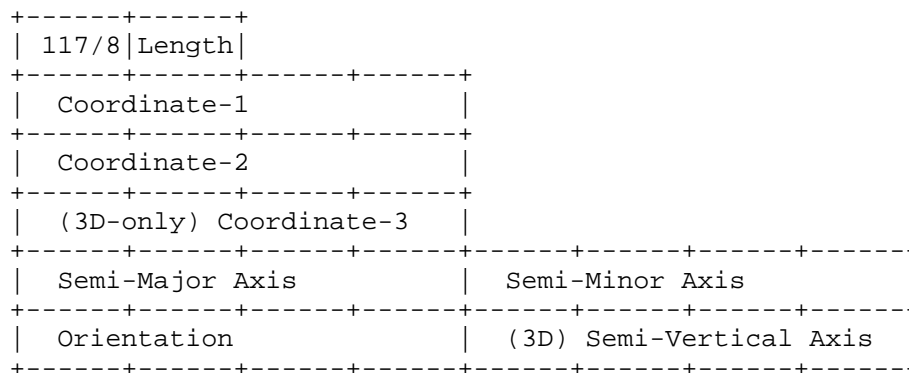 +------+------+
| 117/8|Length|
+------+------+------+------+
|  Coordinate-1             |
+------+------+------+------+
|  Coordinate-2             |
+------+------+------+------+
|  (3D-only) Coordinate-3   |
+------+------+------+------+------+------+------+------+
|  Semi-Major Axis          |  Semi-Minor Axis
+------+------+------+------+------+------+------+------+
|  Orientation              |  (3D) Semi-Vertical Axis
+------+------+------+------+------+------+------+------+